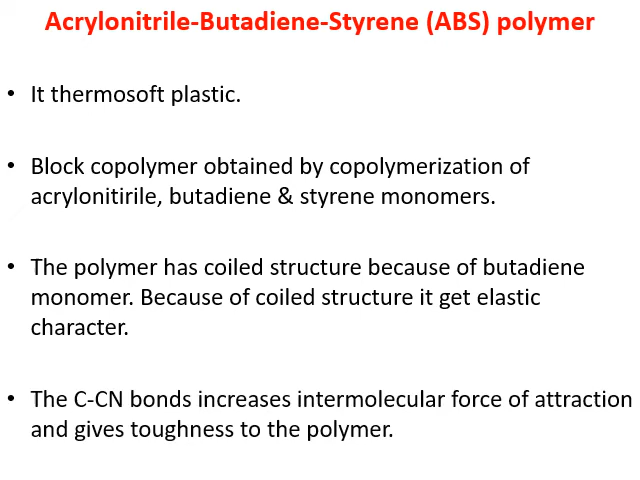 Acrylonitrile-Butadiene-Styrene (ABS) polymer
• It thermosoft plastic.
• Block copolymer obtained by copolymerization of
acrylonitirile, butadiene & styrene monomers.
• The polymer has coiled structure because of butadiene
monomer. Because of coiled structure it get elastic
character.
• The C-CN bonds increases intermolecular force of attraction
and gives toughness to the polymer.